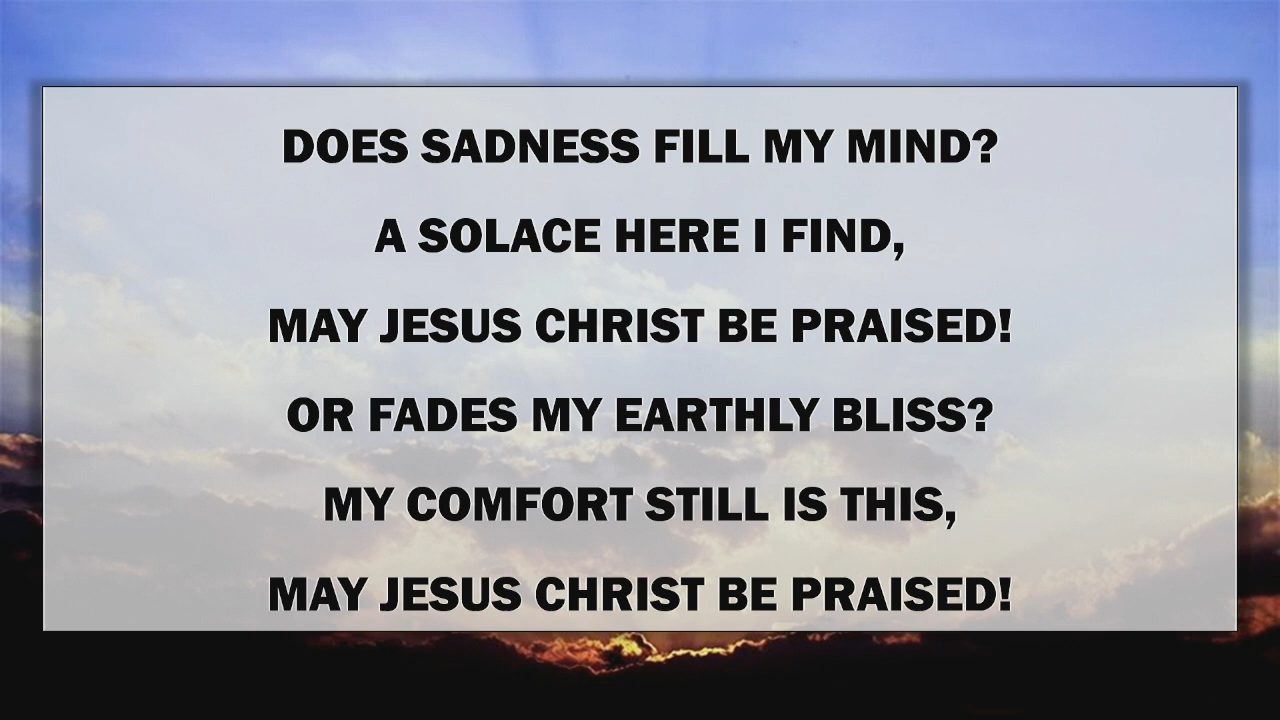 DOES SADNESS FILL MY MIND?
A SOLACE HERE I FIND,
MAY JESUS CHRIST BE PRAISED!
OR FADES MY EARTHLY BLISS?
MY COMFORT STILL IS THIS,
MAY JESUS CHRIST BE PRAISED!